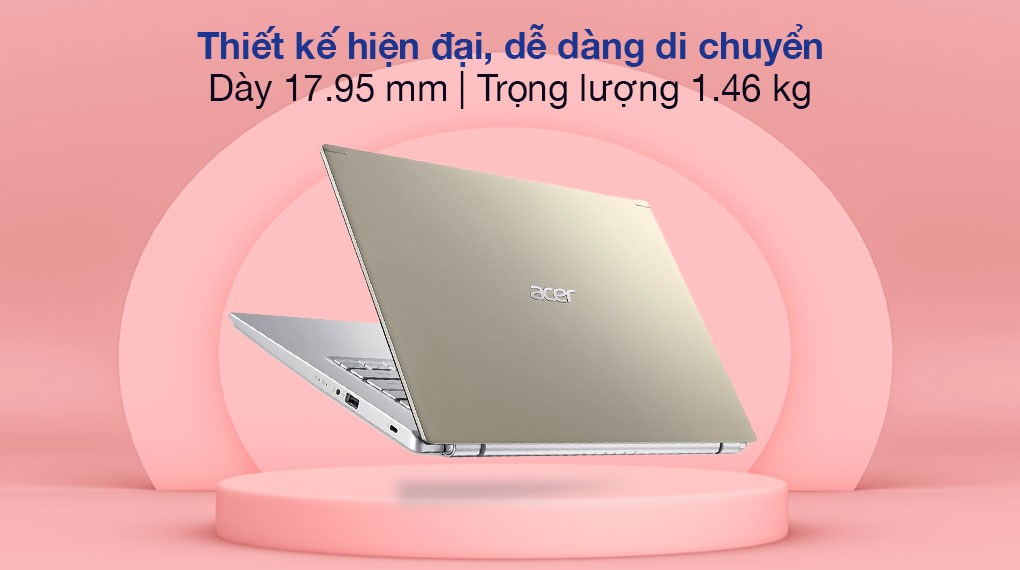 Thiết kế hiện đại, dễ dàng di chuyển
Dày 17.95 mm | Trọng lượng 1.46 kg
acer